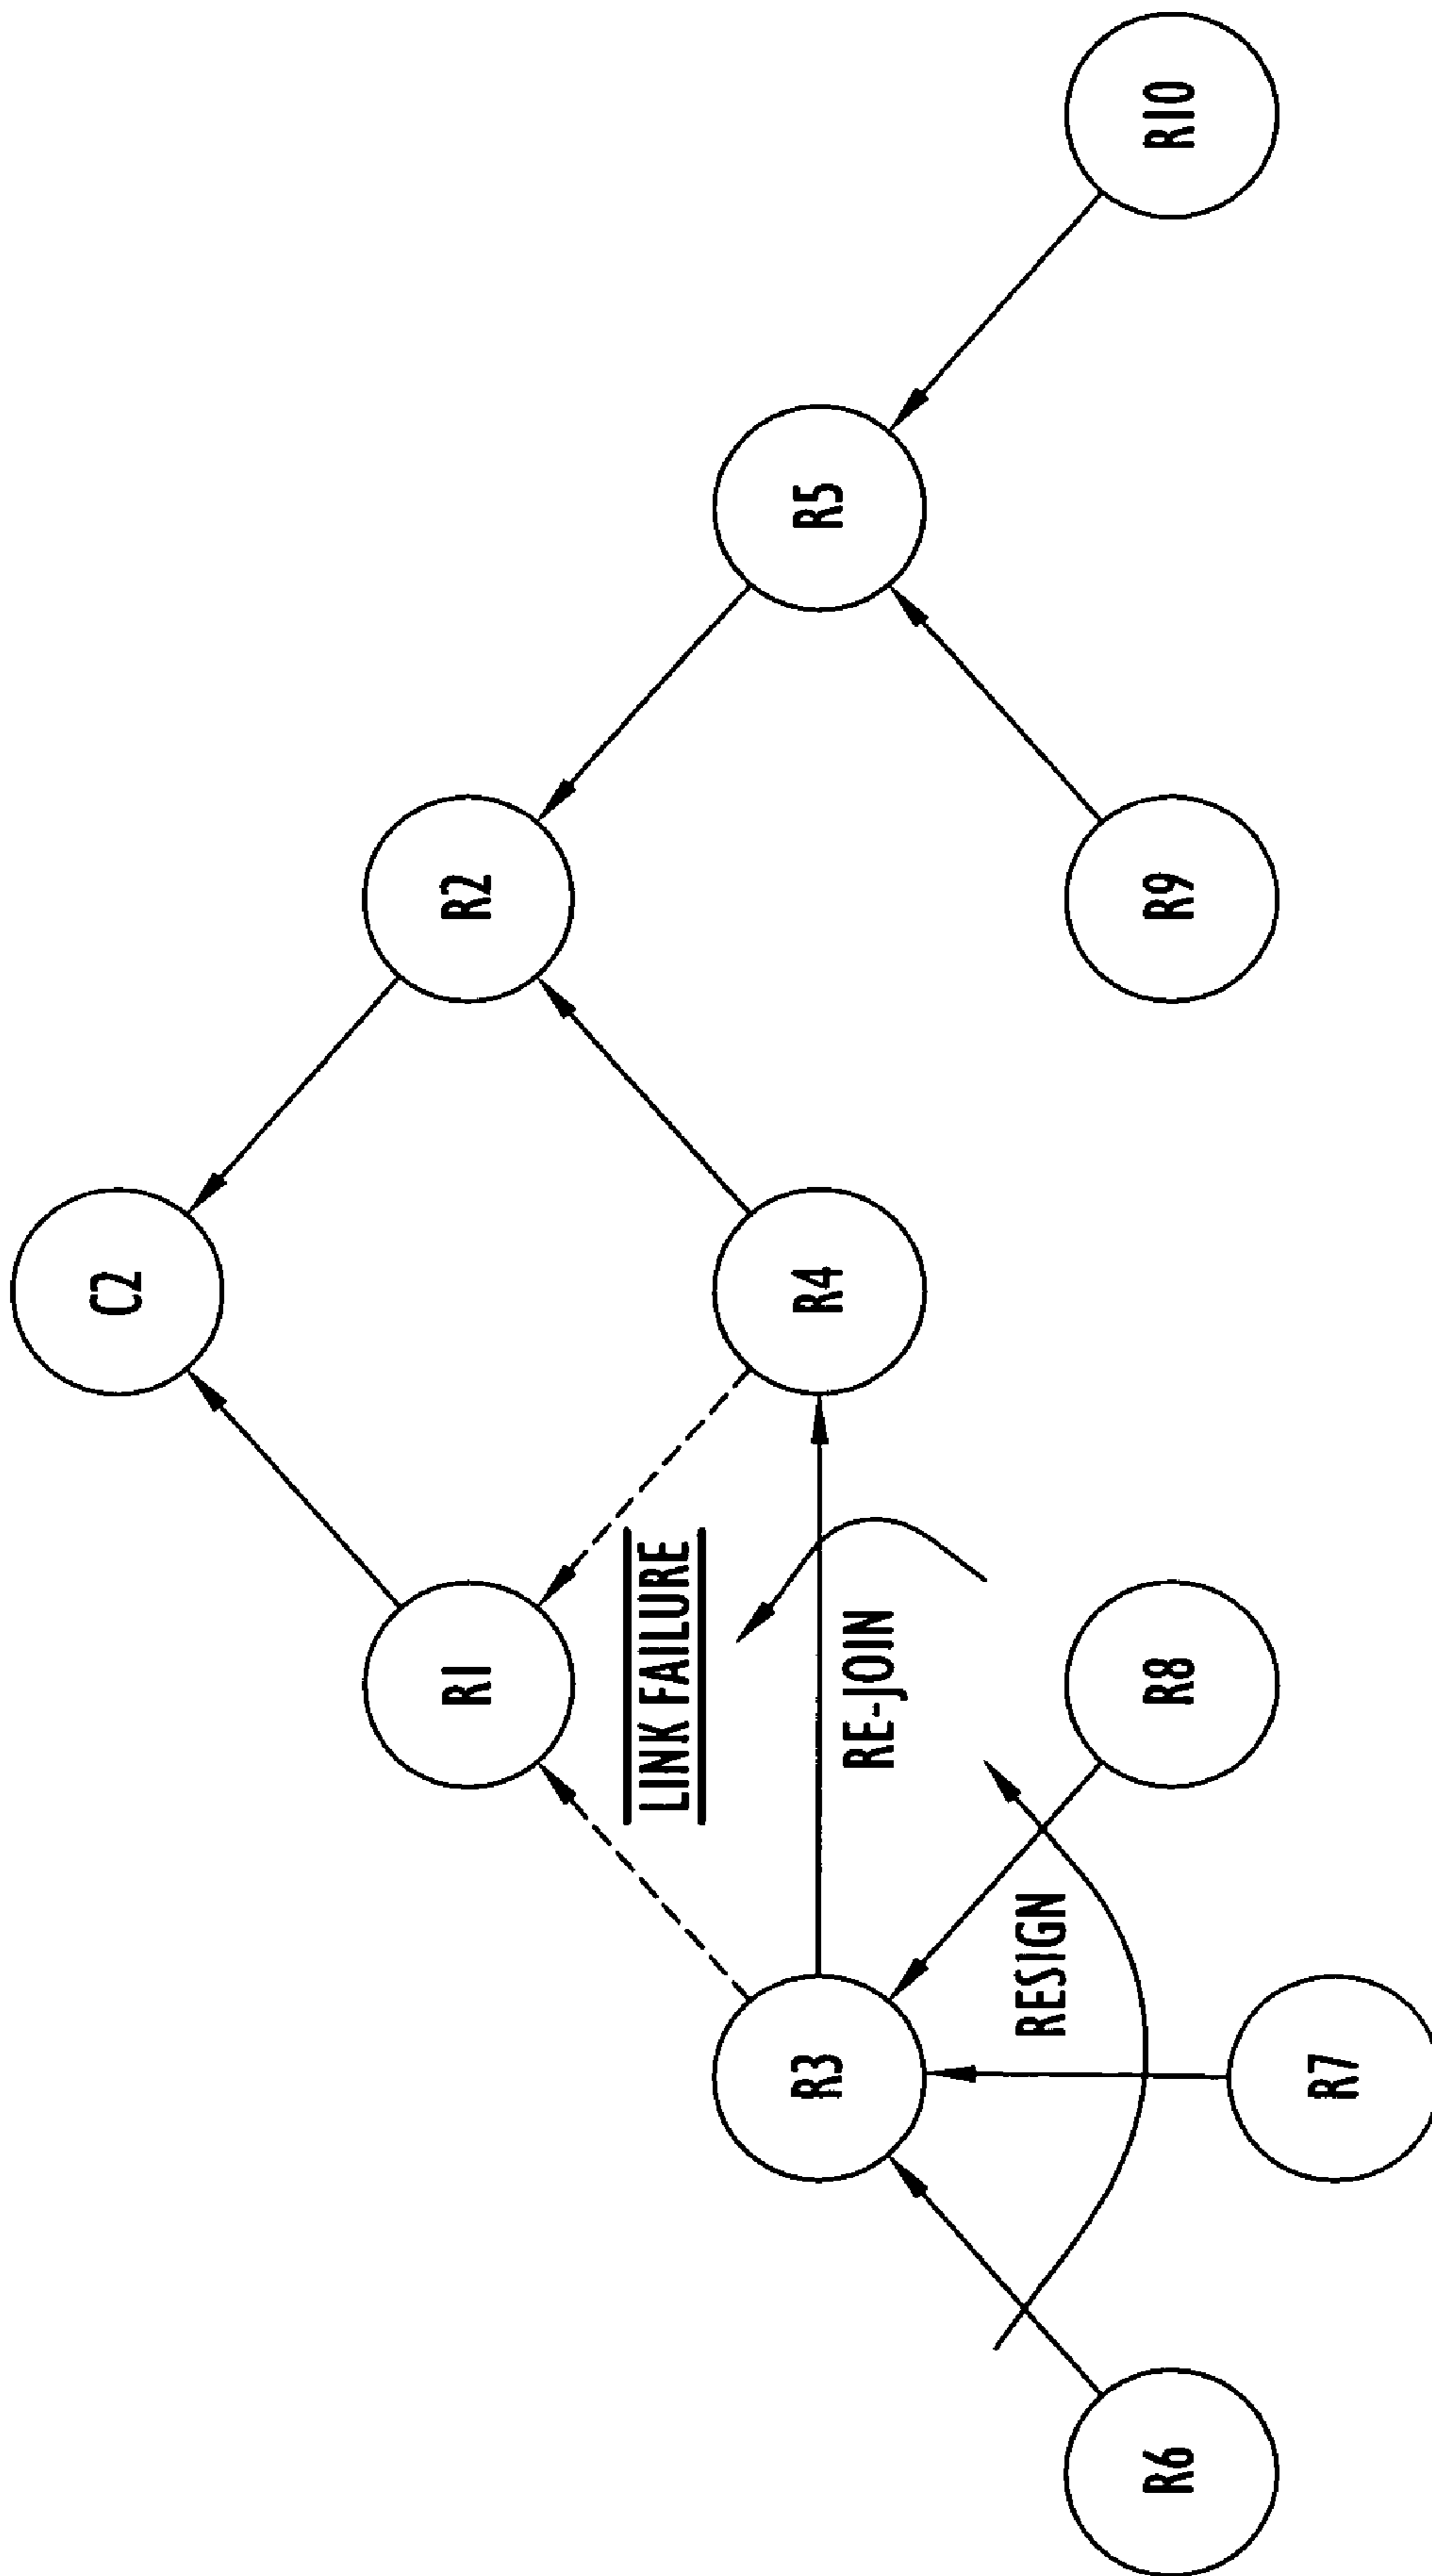 C2
R1
R2
LINK FAILURE
R3
R4
R5
RE-JOIN
RESIGN
R6
R8
R9
R10
R7